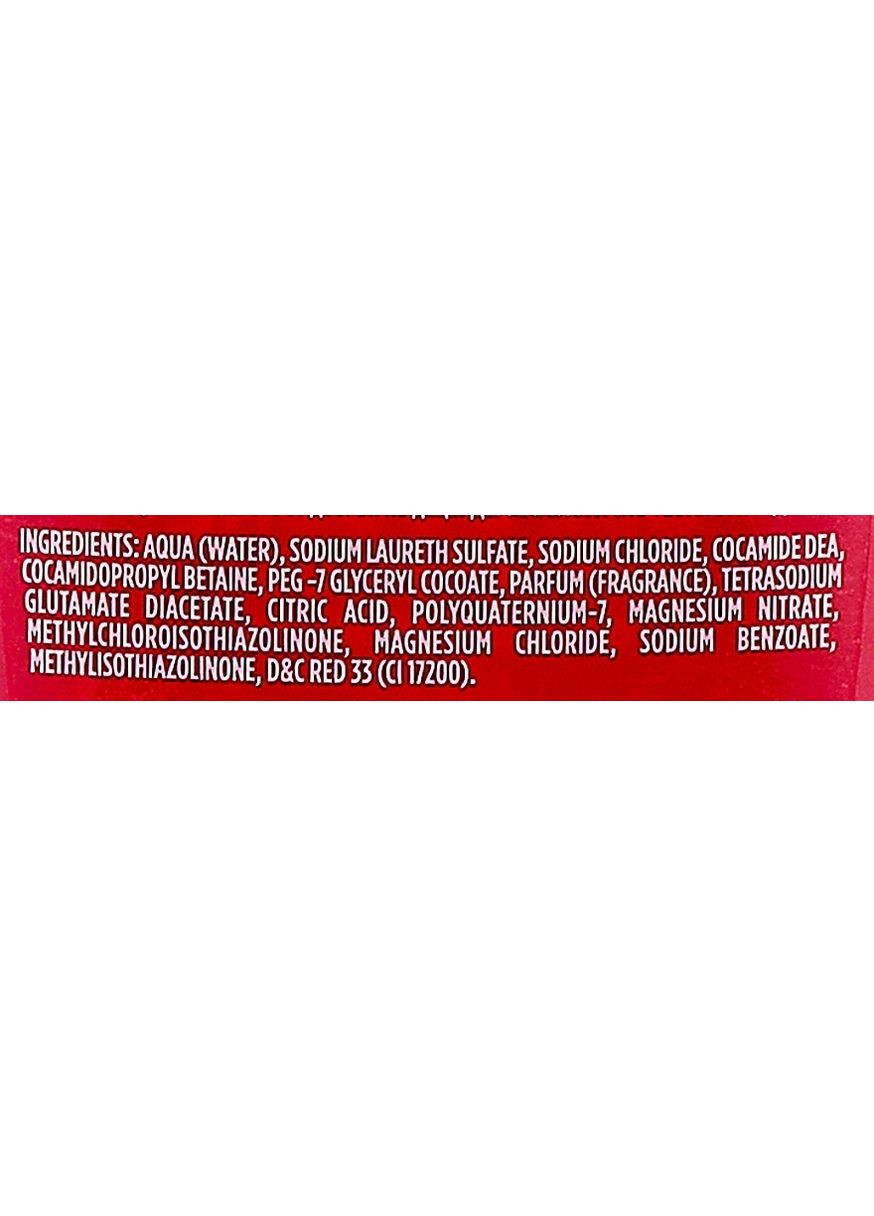 INGREDIENTS: AQUA (WATER), SODIUM LAURETH SULFATE, SODIUM CHLORIDE, COCAMIDE DEA,
COCAMIDOPROPYL BETAINE, PEG -7 GLYCERYL COCOATE, PARFUM (FRAGRANCE), TETRASODIUM
GLUTAMATE DIACETATE, CITRIC ACID, POLYQUATERNIUM-7, MAGNESIUM NITRATE,
METHYLCHLOROISOTHIAZOLINONE, MAGNESIUM CHLORIDE, SODIUM BENZOATE,
METHYLISOTHIAZOLINONE, D&C RED 33 (CI 17200).